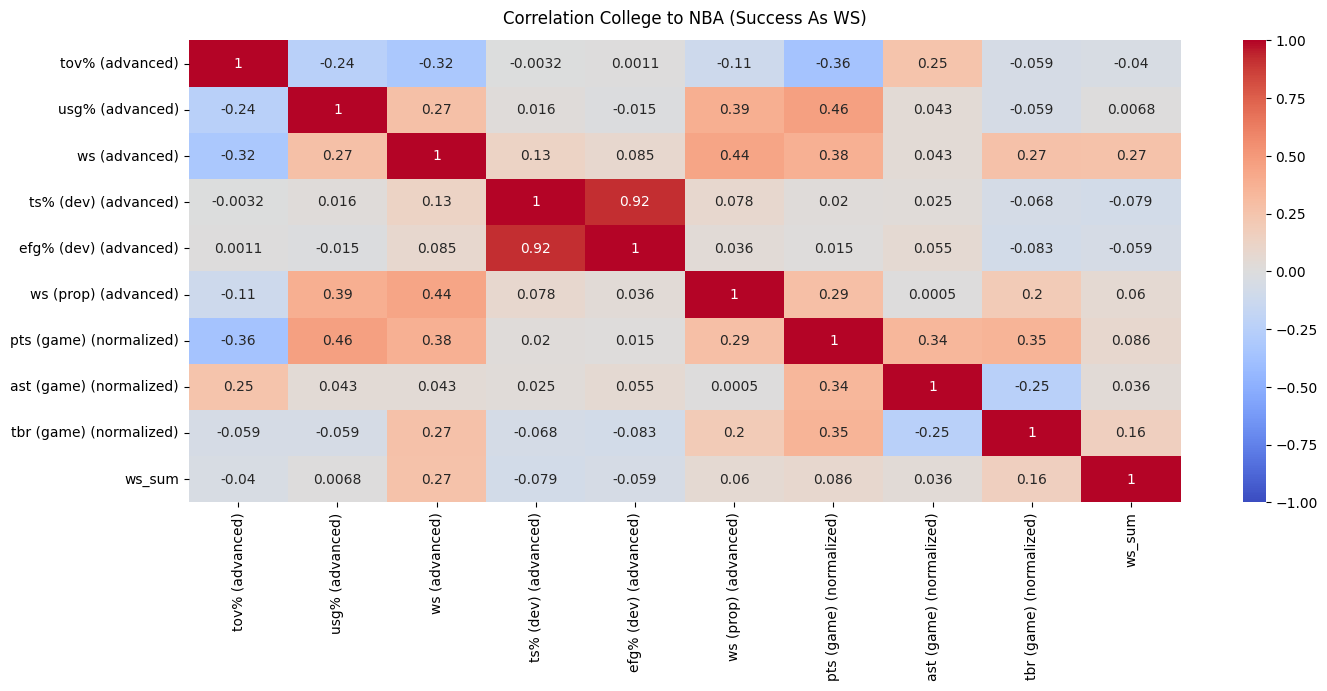 Correlation College to NBA (Success As WS)
tov% (advanced) 1 -0.24 -0.32 -0.0032 0.0011 -0.11 -0.36 0.25 -0.059 -0.04
usg% (advanced) -0.24 1 0.27 0.016 -0.015 0.39 0.46 0.043 -0.059 0.0068
ws (advanced) -0.32 0.27 1 0.13 0.085 0.44 0.38 0.043 0.27 0.27
ts% (dev) (advanced) -0.0032 0.016 0.13 1 0.92 0.078 0.02 0.025 -0.068 -0.079
efg% (dev) (advanced) 0.0011 -0.015 0.085 0.92 1 0.036 0.015 0.055 -0.083 -0.059
ws (prop) (advanced) -0.11 0.39 0.44 0.078 0.036 1 0.29 0.0005 0.2 0.06
pts (game) (normalized) -0.36 0.46 0.38 0.02 0.015 0.29 1 0.34 0.35 0.086
ast (game) (normalized) 0.25 0.043 0.043 0.025 0.055 0.0005 0.34 1 -0.25 0.036
tbr (game) (normalized) -0.059 -0.059 0.27 -0.068 -0.083 0.2 0.35 -0.25 1 0.16
ws_sum -0.04 0.0068 0.27 -0.079 -0.059 0.06 0.086 0.036 0.16 1
tov% (advanced)
usg% (advanced)
ws (advanced)
ts% (dev) (advanced)
efg% (dev) (advanced)
ws (prop) (advanced)
pts (game) (normalized)
ast (game) (normalized)
tbr (game) (normalized)
ws_sum
1.00
0.75
0.50
0.25
0.00
−0.25
−0.50
−0.75
−1.00